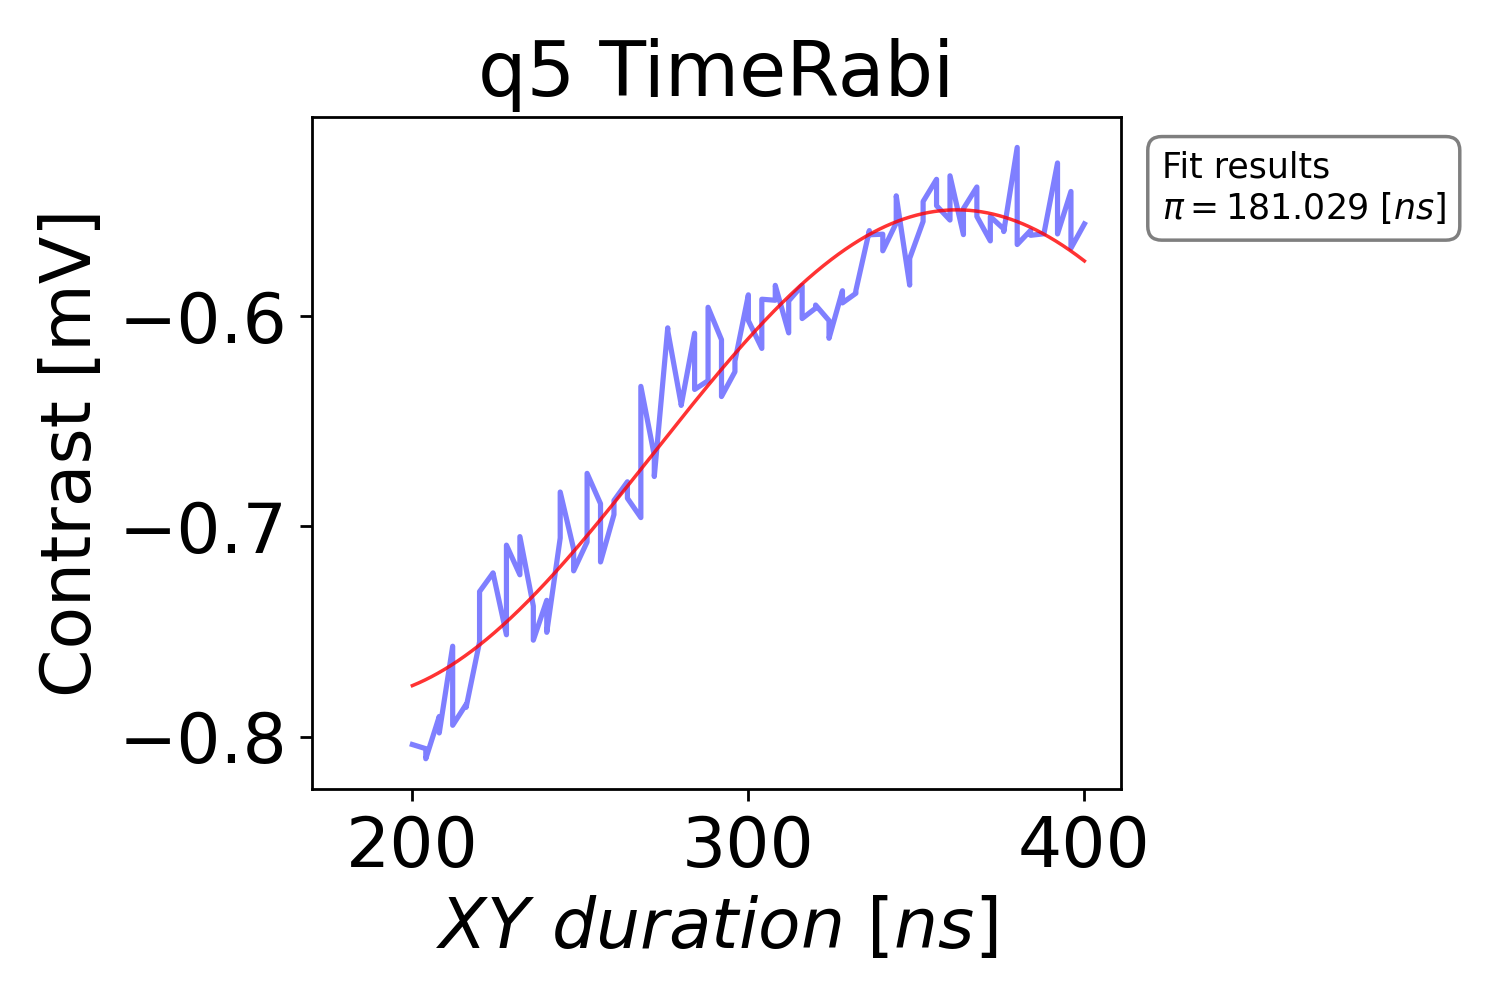 q5 TimeRabi
Contrast [mV]
−0.6
−0.7
−0.8
200
300
400
XY duration [ns]
Fit results
π = 181.029 [ns]